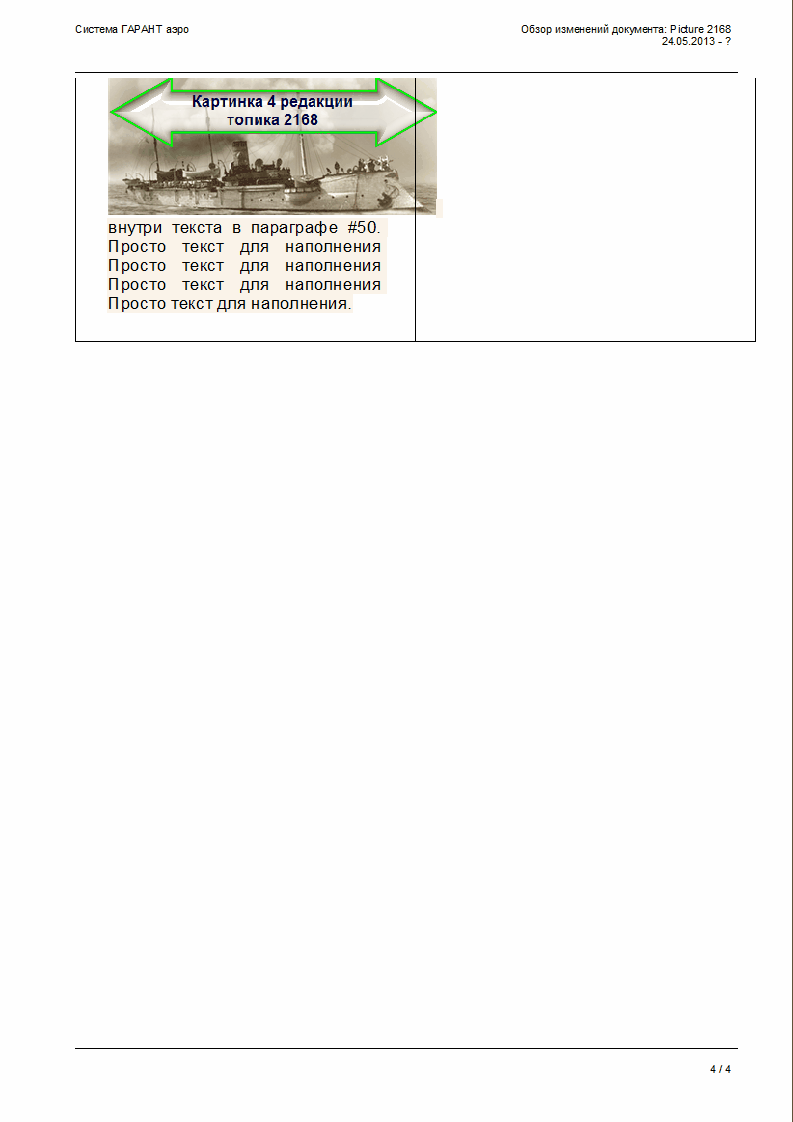 Система ГАРАНТ аэро
Обзор изменений документа: Picture 2168
24.05.2013 - ?
Картинка 4 редакции
топика 2168
внутри текста в параграфе #50.
Просто текст для наполнения
Просто текст для наполнения
Просто текст для наполнения
Просто текст для наполнения.
4 / 4